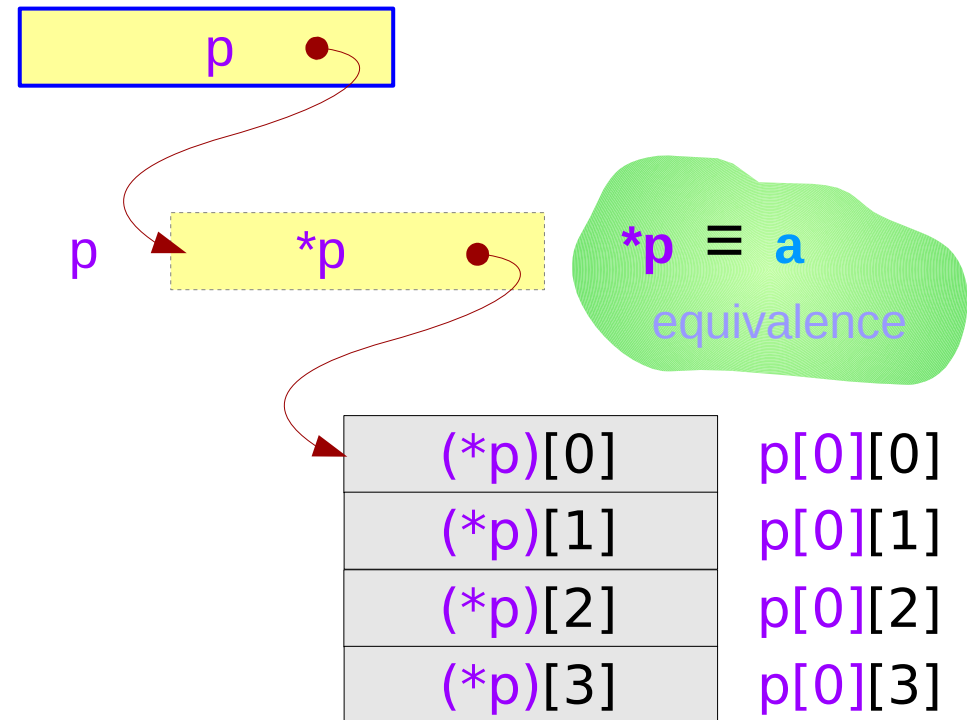 p
p *p
*p ≡ a
equivalence
(*p)[0] p[0][0]
(*p)[1] p[0][1]
(*p)[2] p[0][2]
(*p)[3] p[0][3]